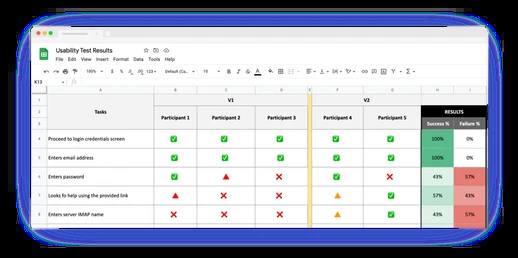 Usability Test Results
File Edit View Insert Format Data Tools Help
100% Default (Ca... 10
K13
A B C D E F G H I
1 V1 V2
2 Tasks Participant 1 Participant 2 Participant 3 Participant 4 Participant 5 RESULTS
3 Success % Failure %
4 Proceed to login credentials screen 100% 0%
5 Enters email address 100% 0%
6 Enters password 43% 57%
7 Looks fo help using the provided link 57% 43%
8 Enters server IMAP name 43% 57%